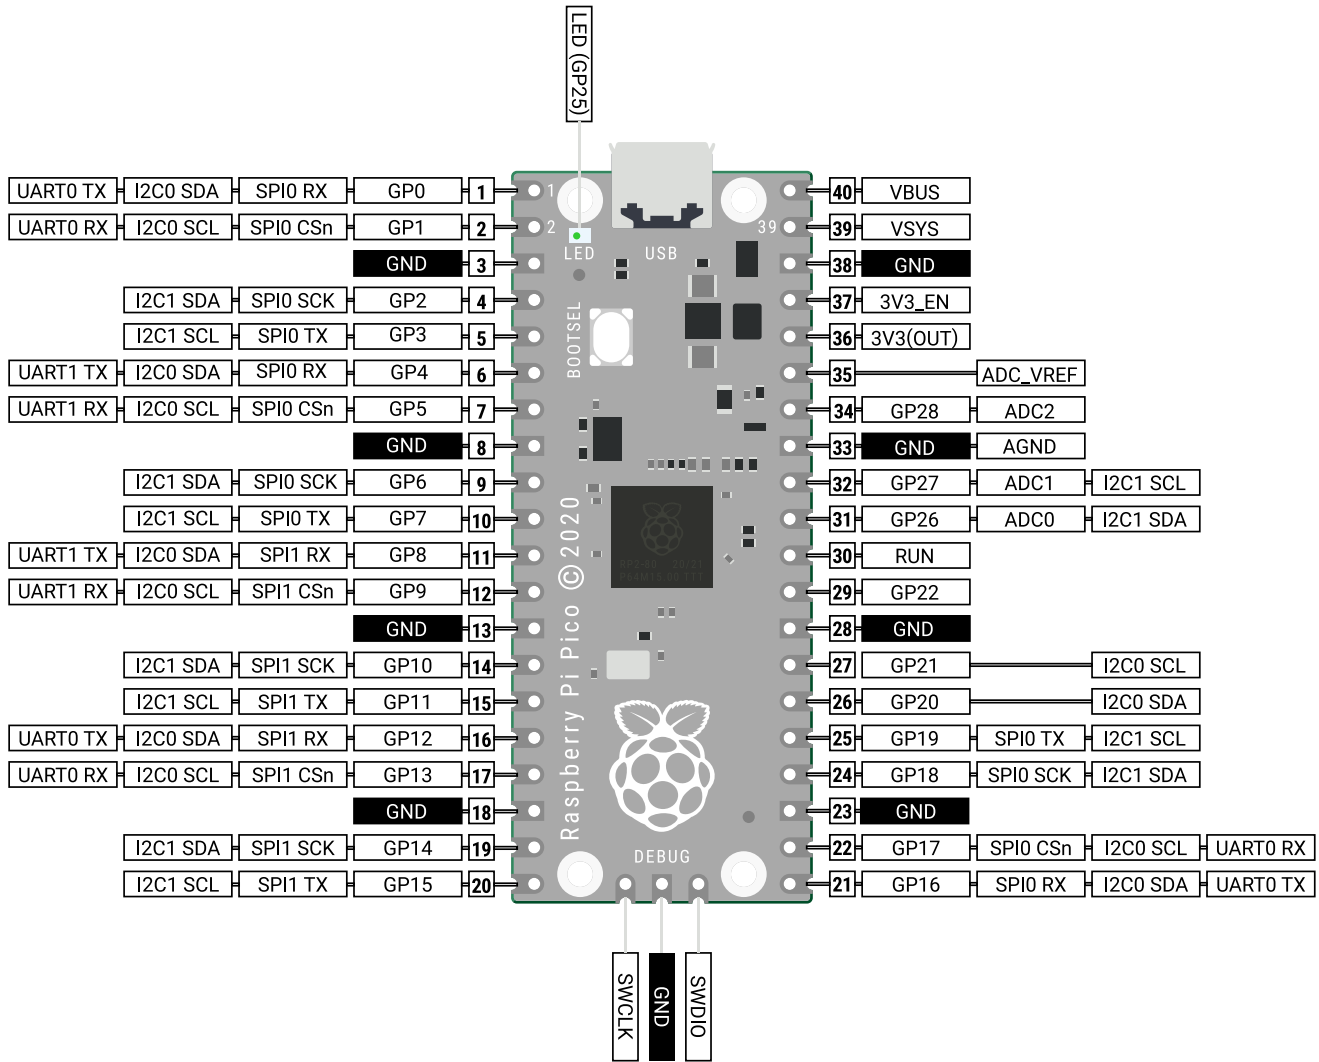 LED (GP25)
UART0 TX I2C0 SDA SPI0 RX GP0 1 1 40 VBUS
UART0 RX I2C0 SCL SPI0 CSn GP1 2 2 39 39 VSYS
LED USB
GND 3 38 GND
I2C1 SDA SPI0 SCK GP2 4 37 3V3_EN
I2C1 SCL SPI0 TX GP3 5 36 3V3(OUT)
BOOTSEL
UART1 TX I2C0 SDA SPI0 RX GP4 6 35 ADC_VREF
UART1 RX I2C0 SCL SPI0 CSn GP5 7 34 GP28 ADC2
GND 8 33 GND AGND
I2C1 SDA SPI0 SCK GP6 9 32 GP27 ADC1 I2C1 SCL
I2C1 SCL SPI0 TX GP7 10 31 GP26 ADC0 I2C1 SDA
UART1 TX I2C0 SDA SPI1 RX GP8 11 30 RUN
RP2-80 20/21
P64M15.00 TTT
UART1 RX I2C0 SCL SPI1 CSn GP9 12 29 GP22
GND 13 28 GND
I2C1 SDA SPI1 SCK GP10 14 27 GP21 I2C0 SCL
I2C1 SCL SPI1 TX GP11 15 26 GP20 I2C0 SDA
Raspberry Pi Pico © 2020
UART0 TX I2C0 SDA SPI1 RX GP12 16 25 GP19 SPI0 TX I2C1 SCL
UART0 RX I2C0 SCL SPI1 CSn GP13 17 24 GP18 SPI0 SCK I2C1 SDA
GND 18 23 GND
I2C1 SDA SPI1 SCK GP14 19 22 GP17 SPI0 CSn I2C0 SCL UART0 RX
DEBUG
I2C1 SCL SPI1 TX GP15 20 21 GP16 SPI0 RX I2C0 SDA UART0 TX
SWCLK
GND
SWDIO